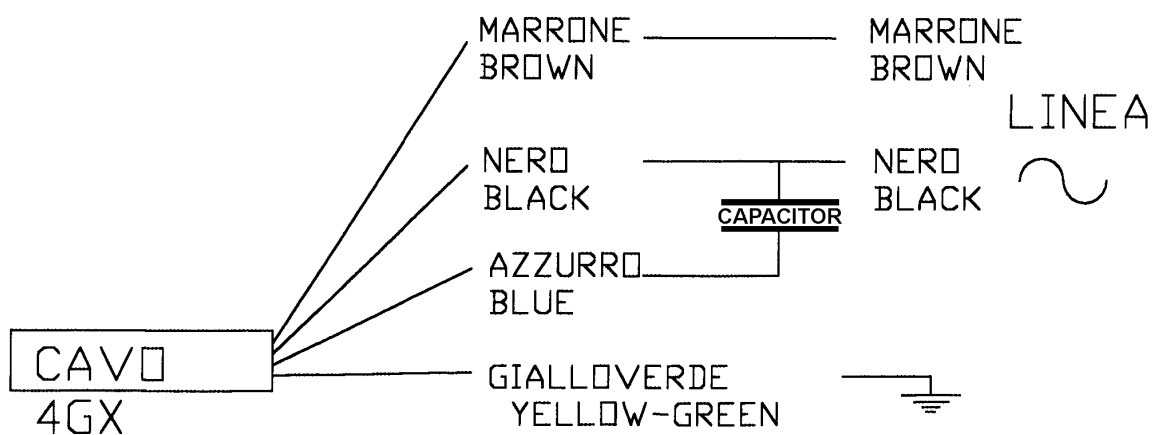 MARRONE
BROWN
MARRONE
BROWN
LINEA
NERO
BLACK
NERO
BLACK
CAPACITOR
AZZURRO
BLUE
CAVO
4GX
GIALLOVERDE
YELLOW-GREEN